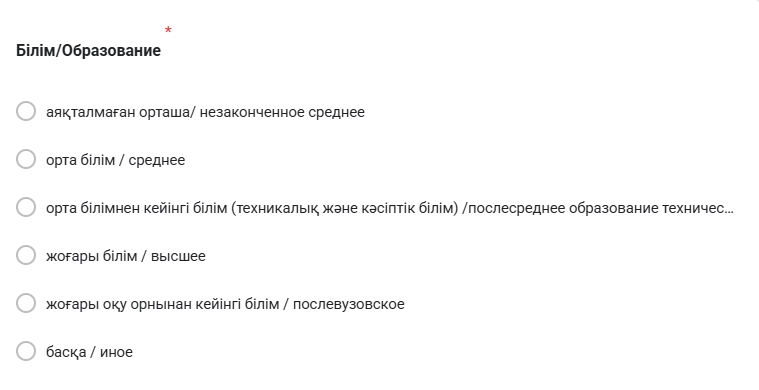 *
Білім/Образование
аяқталмаған орташа/ незаконченное среднее
орта білім / среднее
орта білімнен кейінгі білім (техникалық және кәсіптік білім) /послесреднее образование техничес...
жоғары білім / высшее
жоғары оқу орнынан кейінгі білім / послевузовское
басқа / иное